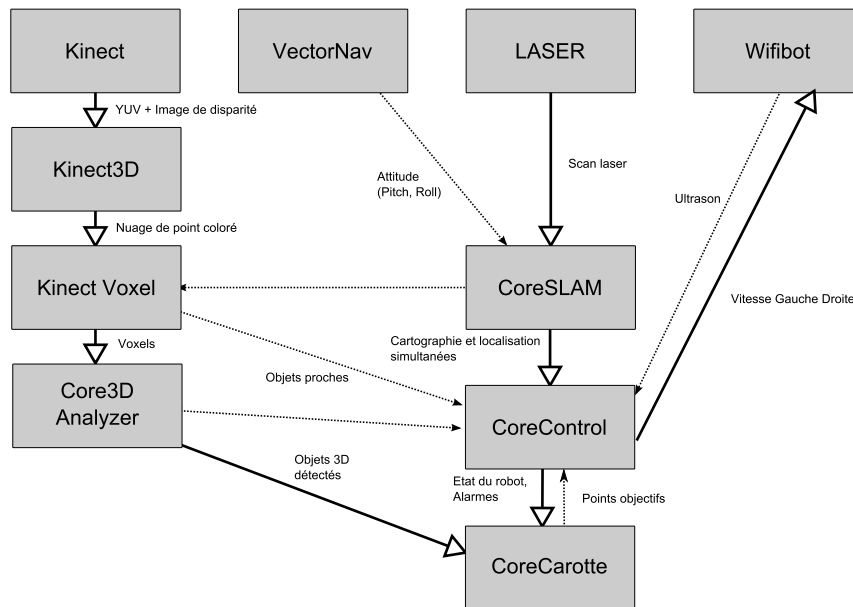 Kinect
VectorNav
LASER
Wifibot
YUV + Image de disparité
Kinect3D
Attitude
(Pitch, Roll)
Scan laser
Ultrason
Nuage de point coloré
Kinect Voxel
CoreSLAM
Vitesse Gauche Droite
Voxels
Cartographie et localisation
simultanées
Objets proches
Core3D
Analyzer
CoreControl
Objets 3D
détectés
Etat du robot,
Alarmes
Points objectifs
CoreCarotte